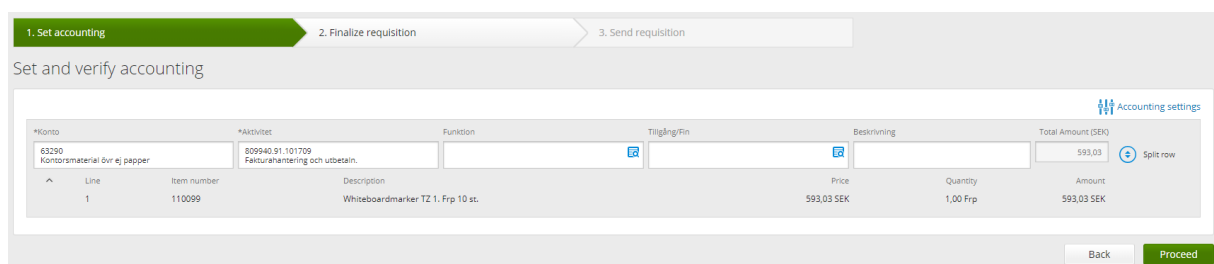 1. Set accounting 2. Finalize requisition 3. Send requisition
Set and verify accounting
Accounting settings
*Konto *Aktivitet Funktion Tillgång/Fin Beskrivning Total Amount (SEK)
63290 809940.91.101709
Kontorsmaterial övr ej papper Fakturahantering och utbetaln. 593,03 Split row
Line Item number Description Price Quantity Amount
1 110099 Whiteboardmarker TZ 1. Frp 10 st. 593,03 SEK 1,00 Frp 593,03 SEK
Back Proceed